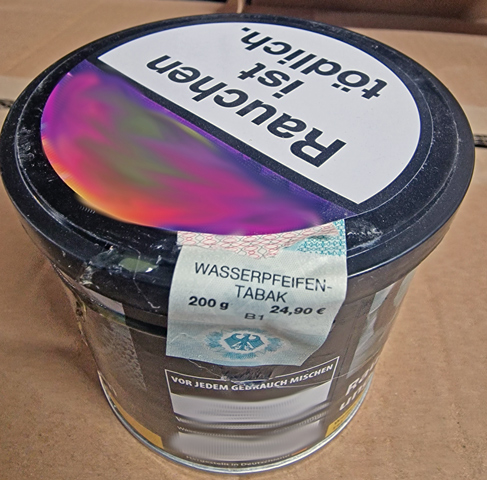 Rauchen
ist
tödlich.
WASSERPFEIFEN-
TABAK
200 g 24,90 €
B1
VOR JEDEM GEBRAUCH MISCHEN